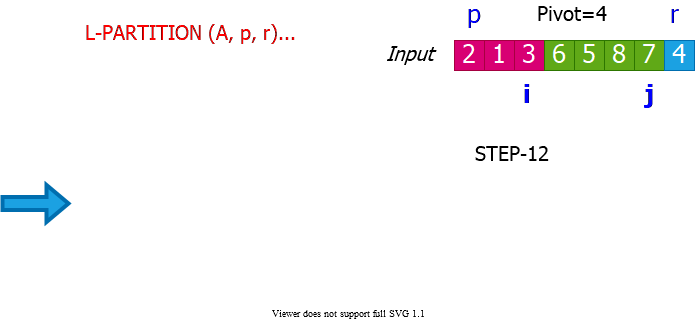 L-PARTITION (A, p, r)...
p Pivot=4 r
Input 2 1 3 6 5 8 7 4
i j
STEP-12
Viewer does not support full SVG 1.1